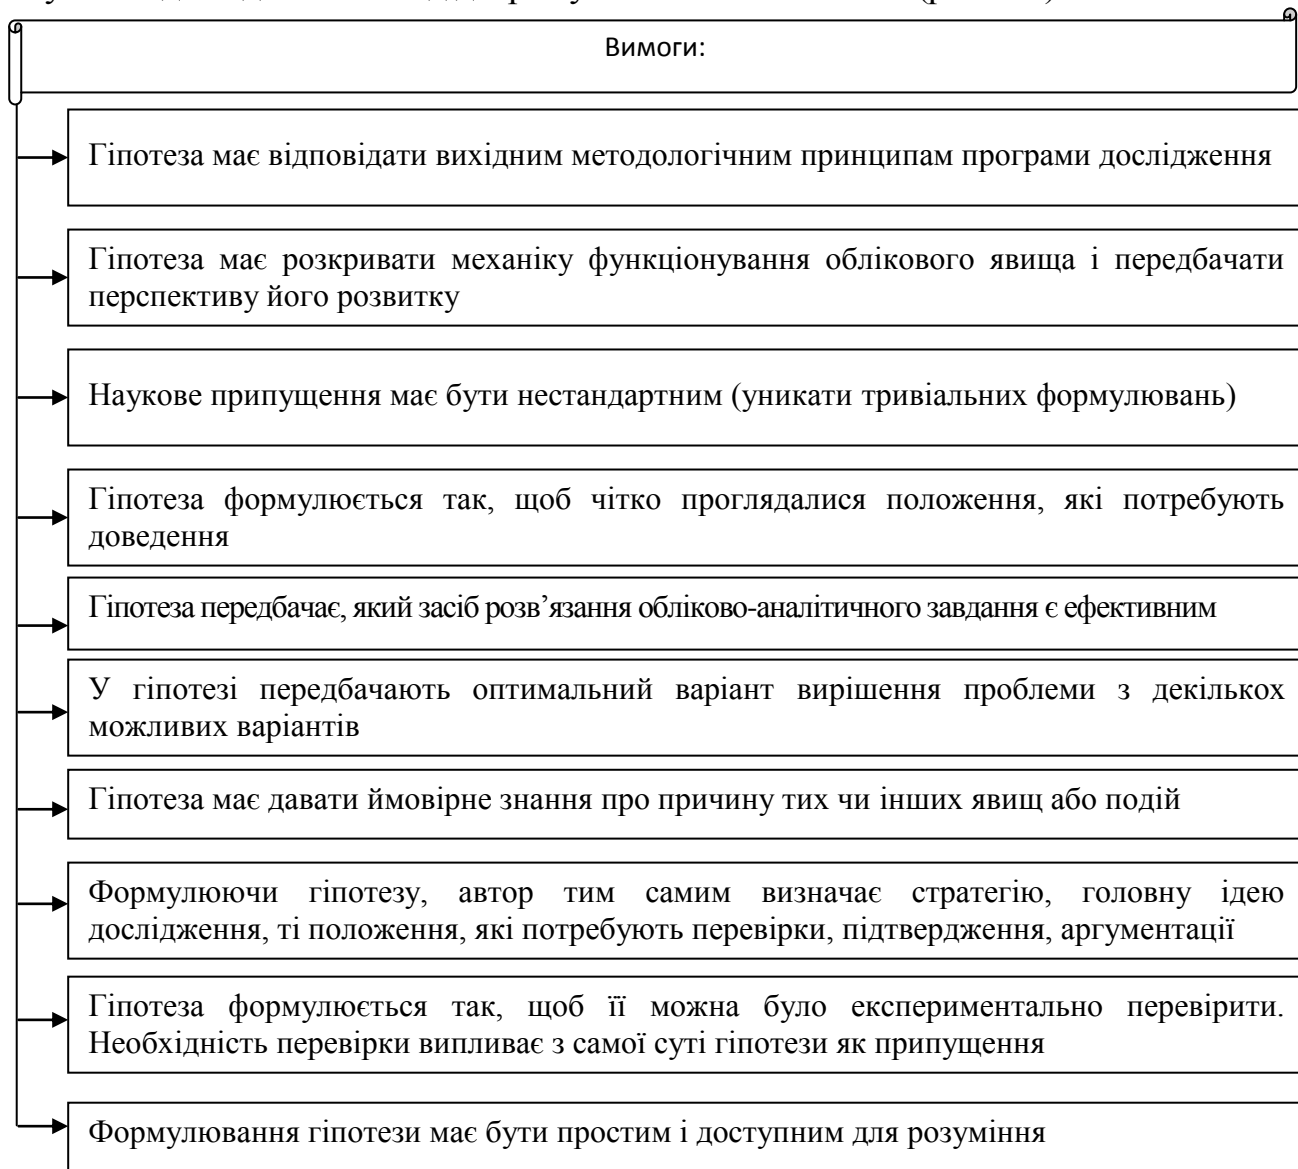 Вимоги:
Гіпотеза має відповідати вихідним методологічним принципам програми дослідження
Гіпотеза має розкривати механіку функціонування облікового явища і передбачати
перспективу його розвитку
Наукове припущення має бути нестандартним (уникати тривіальних формулювань)
Гіпотеза формулюється так, щоб чітко проглядалися положення, які потребують
доведення
Гіпотеза передбачає, який засіб розв’язання обліково-аналітичного завдання є ефективним
У гіпотезі передбачають оптимальний варіант вирішення проблеми з декількох
можливих варіантів
Гіпотеза має давати ймовірне знання про причину тих чи інших явищ або подій
Формулюючи гіпотезу, автор тим самим визначає стратегію, головну ідею
дослідження, ті положення, які потребують перевірки, підтвердження, аргументації
Гіпотеза формулюється так, щоб її можна було експериментально перевірити.
Необхідність перевірки випливає з самої суті гіпотези як припущення
Формулювання гіпотези має бути простим і доступним для розуміння